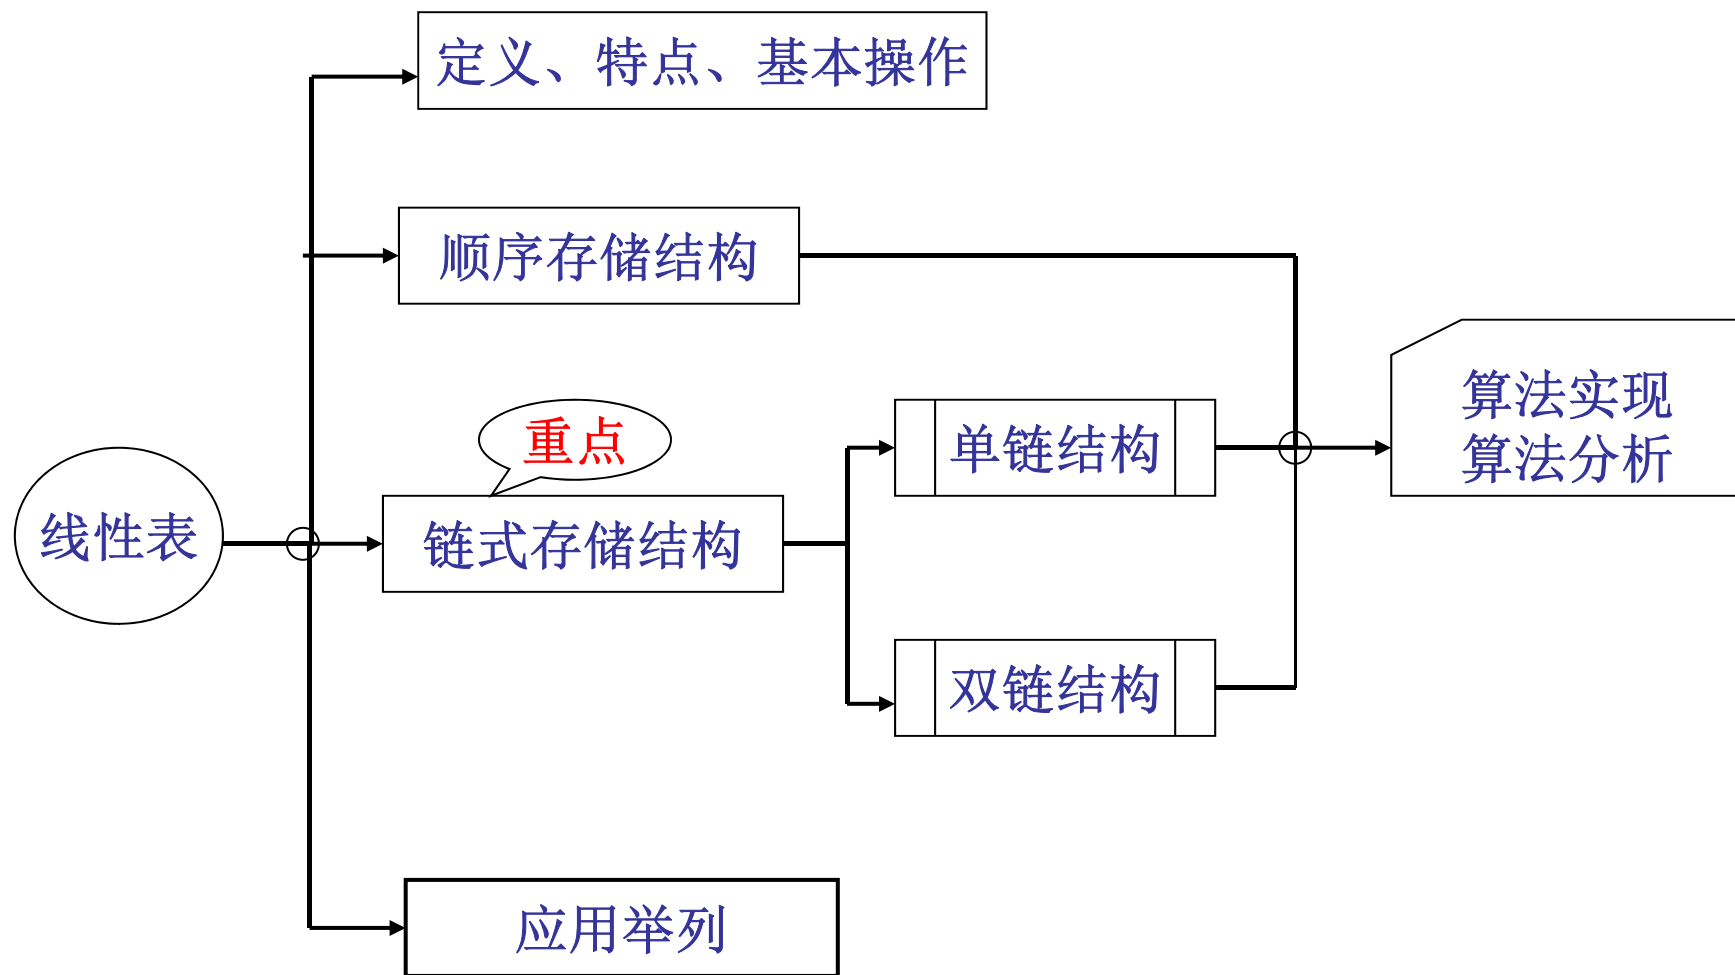 定义、特点、基本操作
顺序存储结构
重点
线性表
链式存储结构
单链结构
双链结构
算法实现
算法分析
应用举列